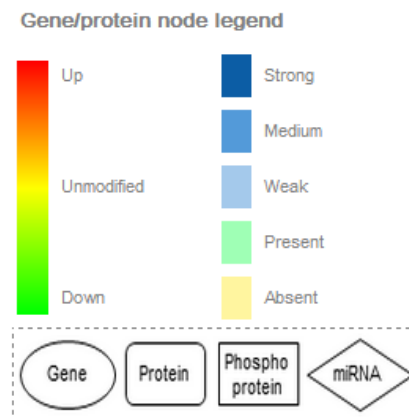 Gene/protein node legend
Up
Strong
Medium
Unmodified
Weak
Present
Down
Absent
Gene
Protein
Phospho
protein
miRNA